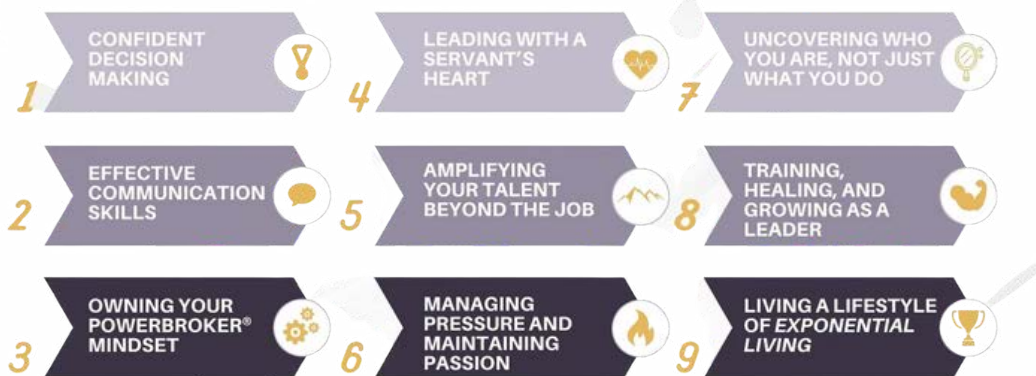 1
CONFIDENT
DECISION
MAKING
2
EFFECTIVE
COMMUNICATION
SKILLS
3
OWNING YOUR
POWERBROKER®
MINDSET
4
LEADING WITH A
SERVANT'S
HEART
5
AMPLIFYING
YOUR TALENT
BEYOND THE JOB
6
MANAGING
PRESSURE AND
MAINTAINING
PASSION
7
UNCOVERING WHO
YOU ARE, NOT JUST
WHAT YOU DO
8
TRAINING,
HEALING, AND
GROWING AS A
LEADER
9
LIVING A LIFESTYLE
OF EXPONENTIAL
LIVING